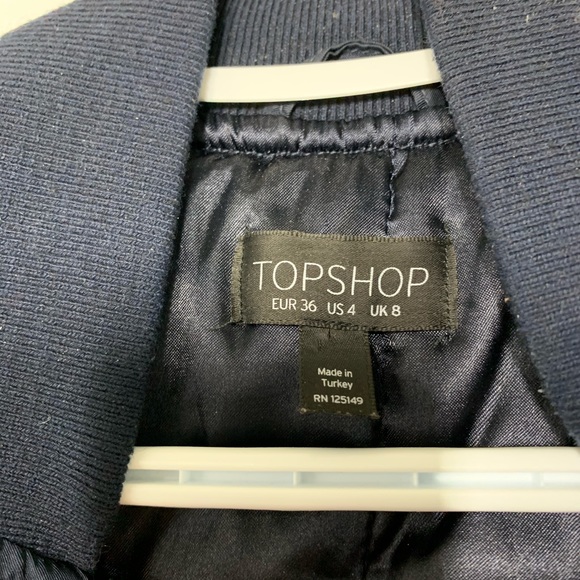 TOPSHOP
EUR 36 US 4 UK 8
Made in
Turkey
RN 125149